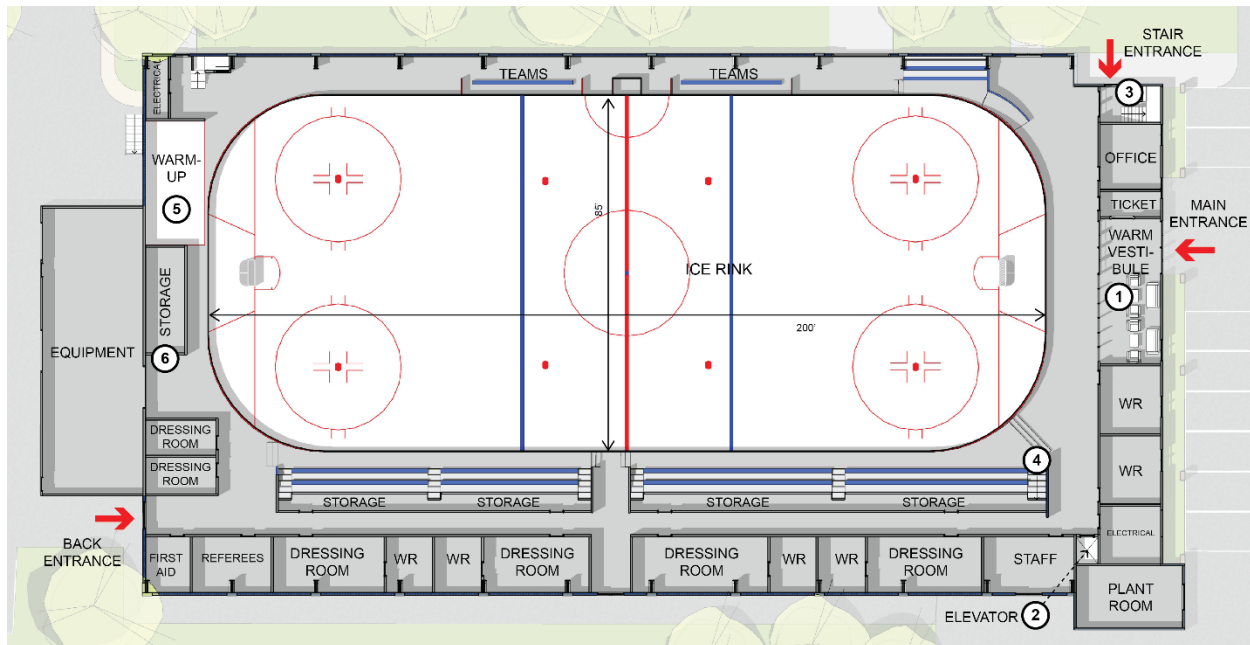 STAIR
ENTRANCE
TEAMS
TEAMS
ELECTRICAL
3
WARM-
UP
5
OFFICE
TICKET
MAIN
ENTRANCE
85'
WARM
VESTI-
BULE
ICE RINK
1
STORAGE
200'
EQUIPMENT
6
WR
DRESSING
ROOM
DRESSING
ROOM
4
WR
STORAGE
STORAGE
STORAGE
STORAGE
BACK
ENTRANCE
ELECTRICAL
FIRST
AID
REFEREES
DRESSING
ROOM
WR
WR
DRESSING
ROOM
DRESSING
ROOM
WR
WR
DRESSING
ROOM
STAFF
PLANT
ROOM
ELEVATOR 2